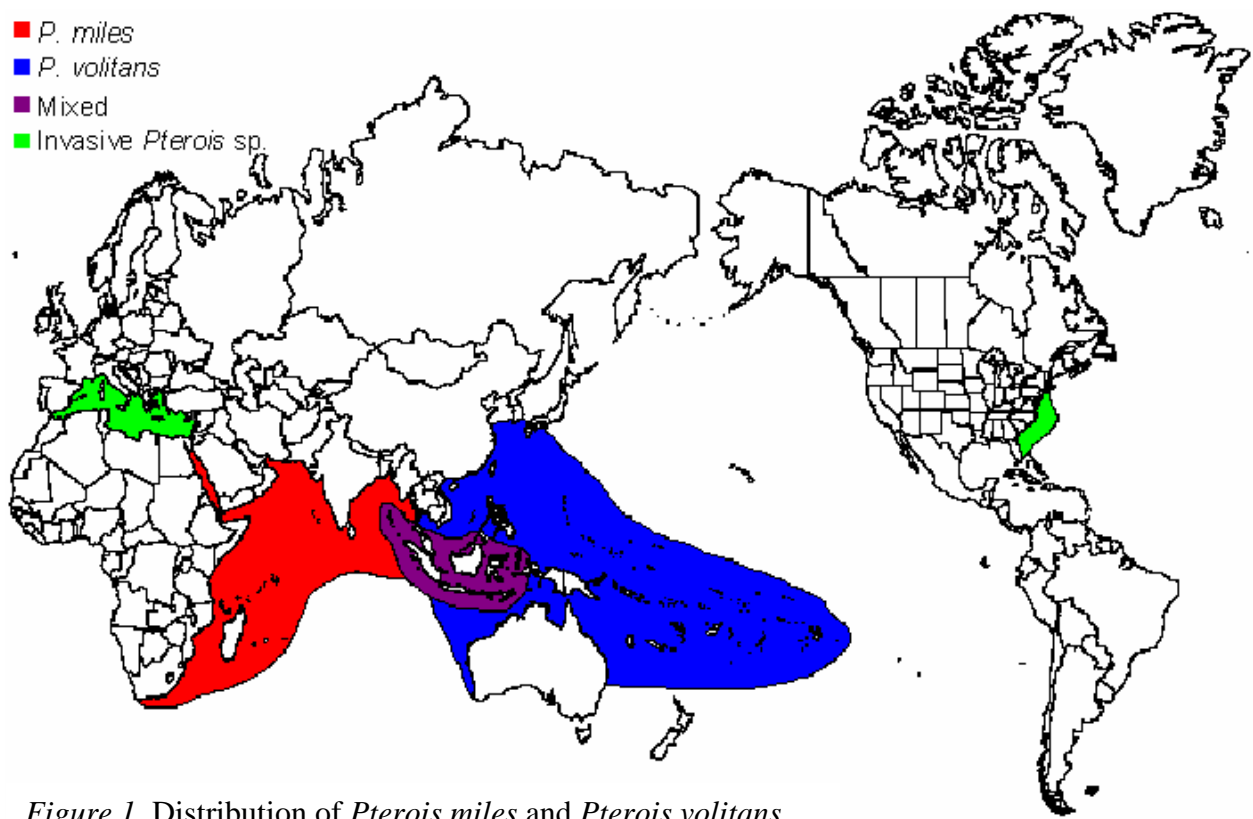 P. miles
P. volitans
Mixed
Invasive Pterois sp.
Figure 1. Distribution of Pterois miles and Pterois volitans